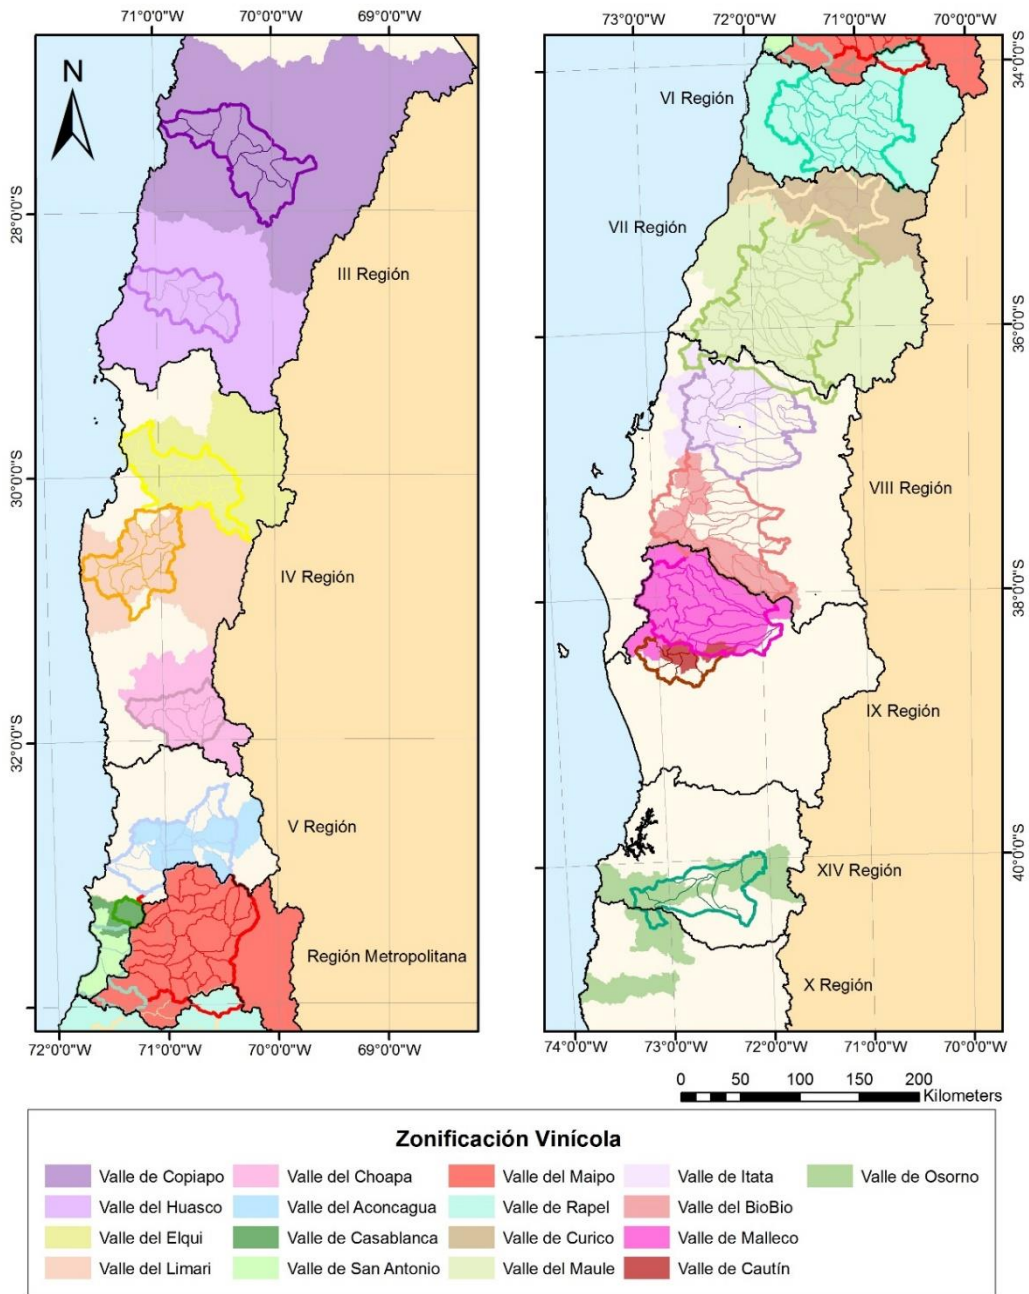 71°0'0"W 70°0'0"W 69°0'0"W
73°0'0"W 72°0'0"W 71°0'0"W 70°0'0"W
N
28°0'0"S
30°0'0"S
32°0'0"S
III Región
IV Región
V Región
Región Metropolitana
72°0'0"W 71°0'0"W 70°0'0"W 69°0'0"W
34°0'0"S
36°0'0"S
38°0'0"S
40°0'0"S
VI Región
VII Región
VIII Región
IX Región
XIV Región
X Región
74°0'0"W 73°0'0"W 72°0'0"W 71°0'0"W 70°0'0"W
0 50 100 150 200
Kilometers
Zonificación Vinícola
Valle de Copiapo
Valle del Huasco
Valle del Elqui
Valle del Limari
Valle del Choapa
Valle del Aconcagua
Valle de Casablanca
Valle de San Antonio
Valle del Maipo
Valle de Rapel
Valle de Curico
Valle del Maule
Valle de Itata
Valle del BioBio
Valle de Malleco
Valle de Cautín
Valle de Osorno